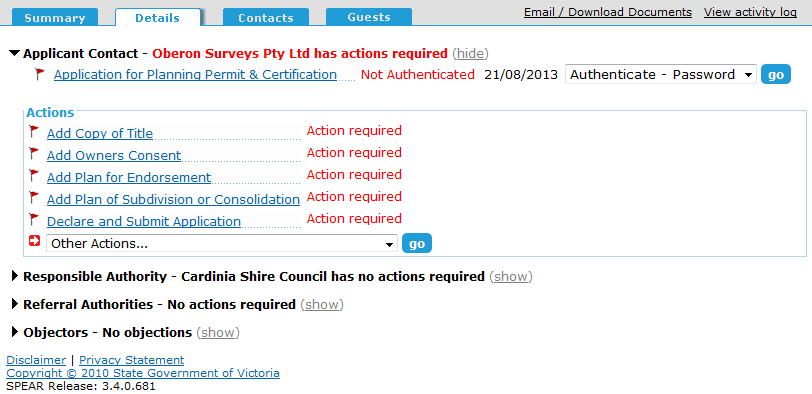 Summary Details Contacts Guests Email / Download Documents View activity log
Applicant Contact - Oberon Surveys Pty Ltd has actions required (hide)
Application for Planning Permit & Certification Not Authenticated 21/08/2013 Authenticate - Password go
Actions
Add Copy of Title Action required
Add Owners Consent Action required
Add Plan for Endorsement Action required
Add Plan of Subdivision or Consolidation Action required
Declare and Submit Application Action required
Other Actions... go
Responsible Authority - Cardinia Shire Council has no actions required (show)
Referral Authorities - No actions required (show)
Objectors - No objections (show)
Disclaimer | Privacy Statement
Copyright © 2010 State Government of Victoria
SPEAR Release: 3.4.0.681